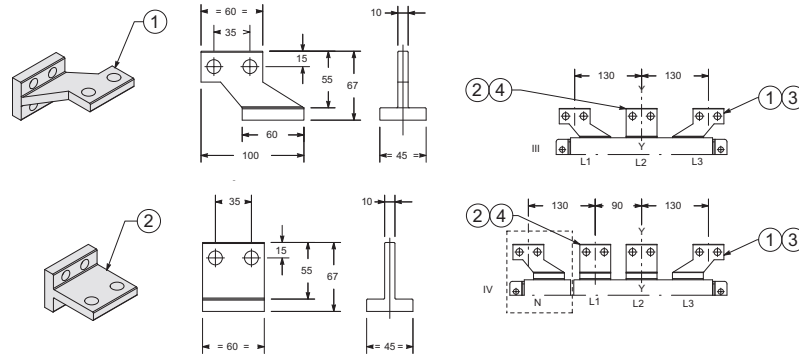 1
= 60 =
35
15
55
67
60
100
10
= 45 =
2 4
130
130
Y
1 3
III
Y
L1
L2
L3
2
35
15
55
67
= 60 =
10
= 45 =
2 4
130
90
130
Y
1 3
IV
Y
N
L1
L2
L3